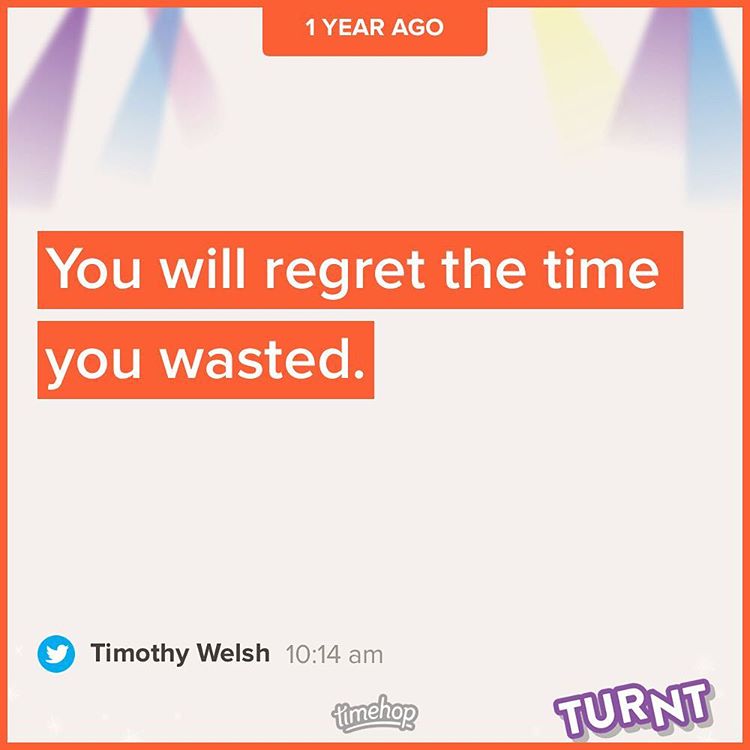 1 YEAR AGO
You will regret the time
you wasted.
Timothy Welsh 10:14 am
timehop
TURNT